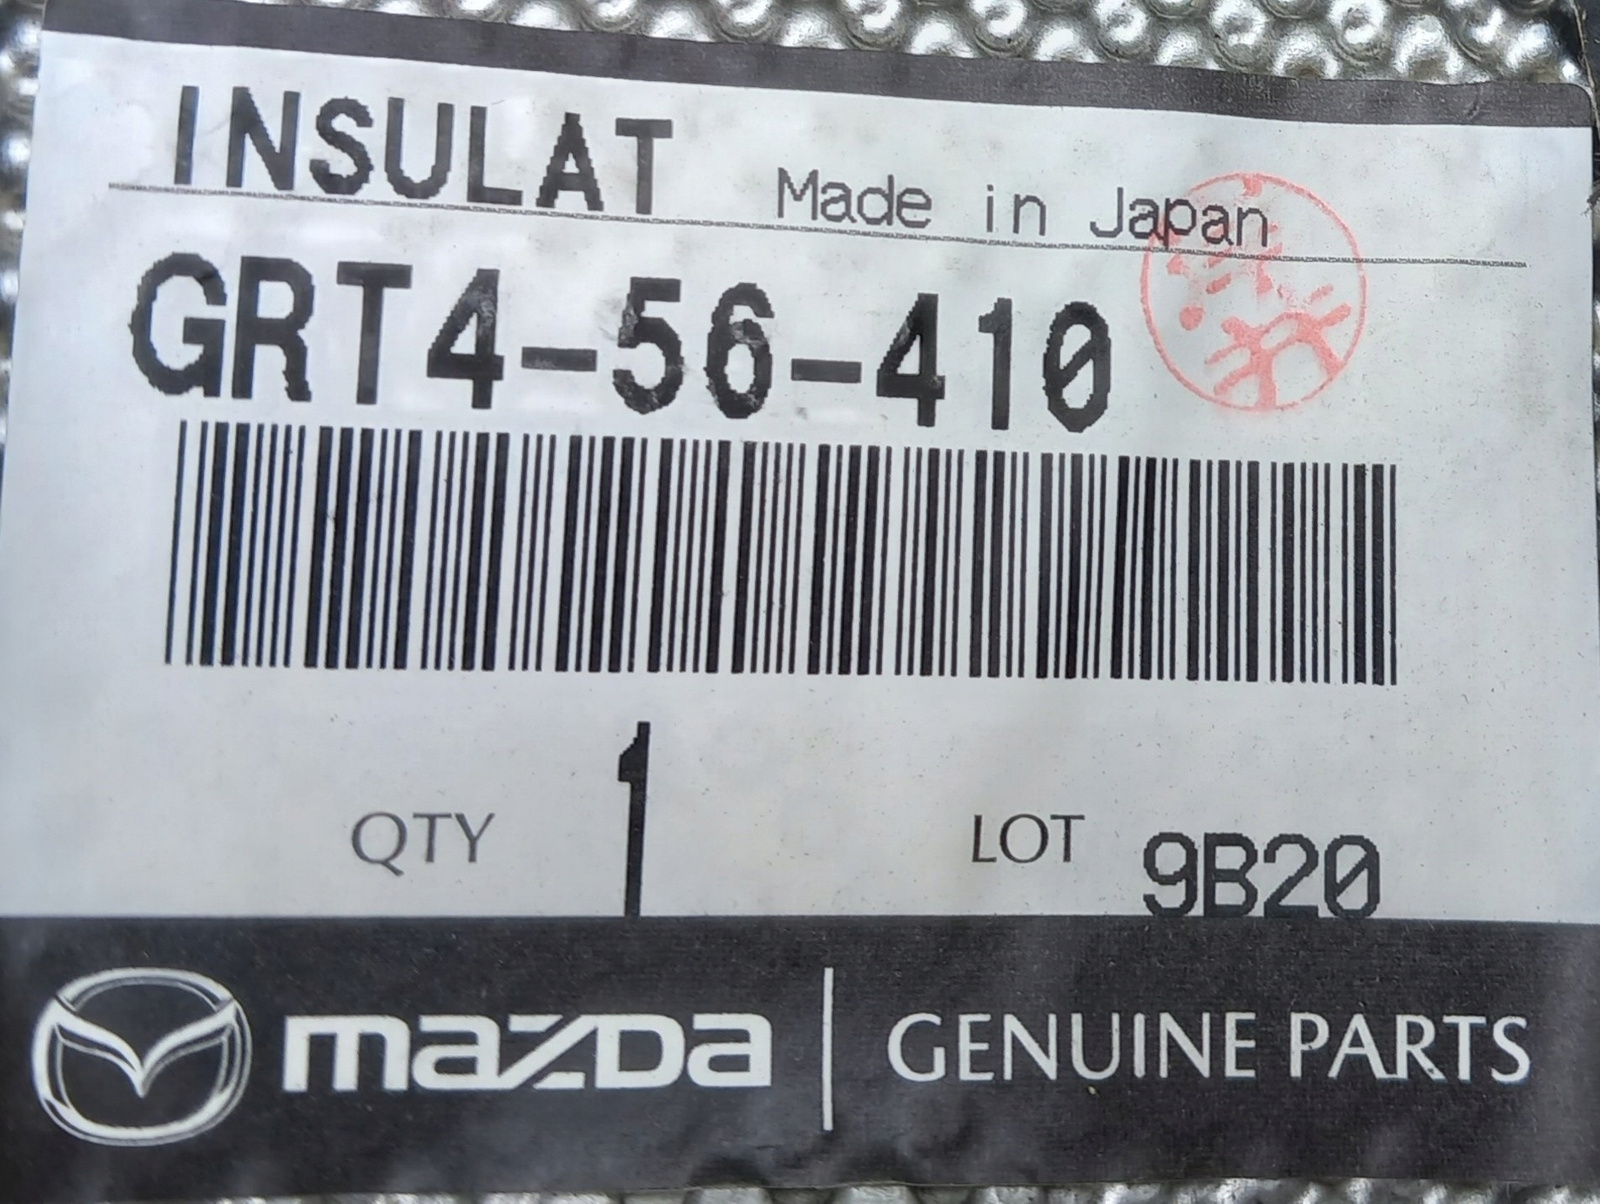 INSULAT Made in Japan
GRT4-56-410
QTY 1 LOT 9B20
mazda GENUINE PARTS